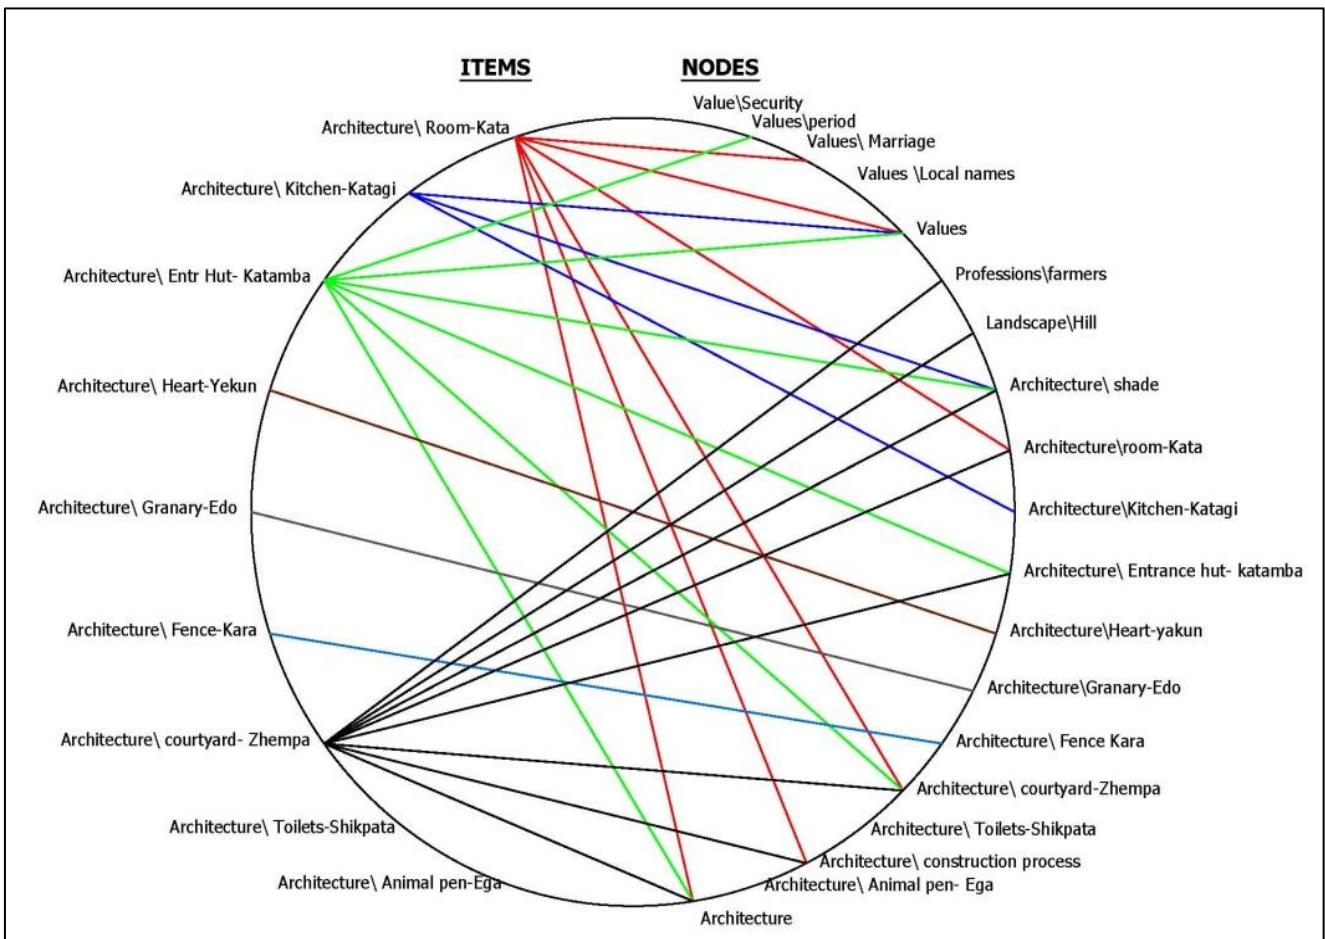 ITEMS
NODES
Architecture\ Room-Kata
Architecture\ Kitchen-Katagi
Architecture\ Entr Hut- Katamba
Architecture\ Heart-Yekun
Architecture\ Granary-Edo
Architecture\ Fence-Kara
Architecture\ courtyard- Zhempa
Architecture\ Toilets-Shikpata
Architecture\ Animal pen-Ega
Value\Security
Values\period
Values\ Marriage
Values \Local names
Values
Professions\farmers
Landscape\Hill
Architecture\ shade
Architecture\room-Kata
Architecture\Kitchen-Katagi
Architecture\ Entrance hut- katamba
Architecture\Heart-yakun
Architecture\Granary-Edo
Architecture\ Fence Kara
Architecture\ courtyard-Zhempa
Architecture\ Toilets-Shikpata
Architecture\ construction process
Architecture\ Animal pen- Ega
Architecture